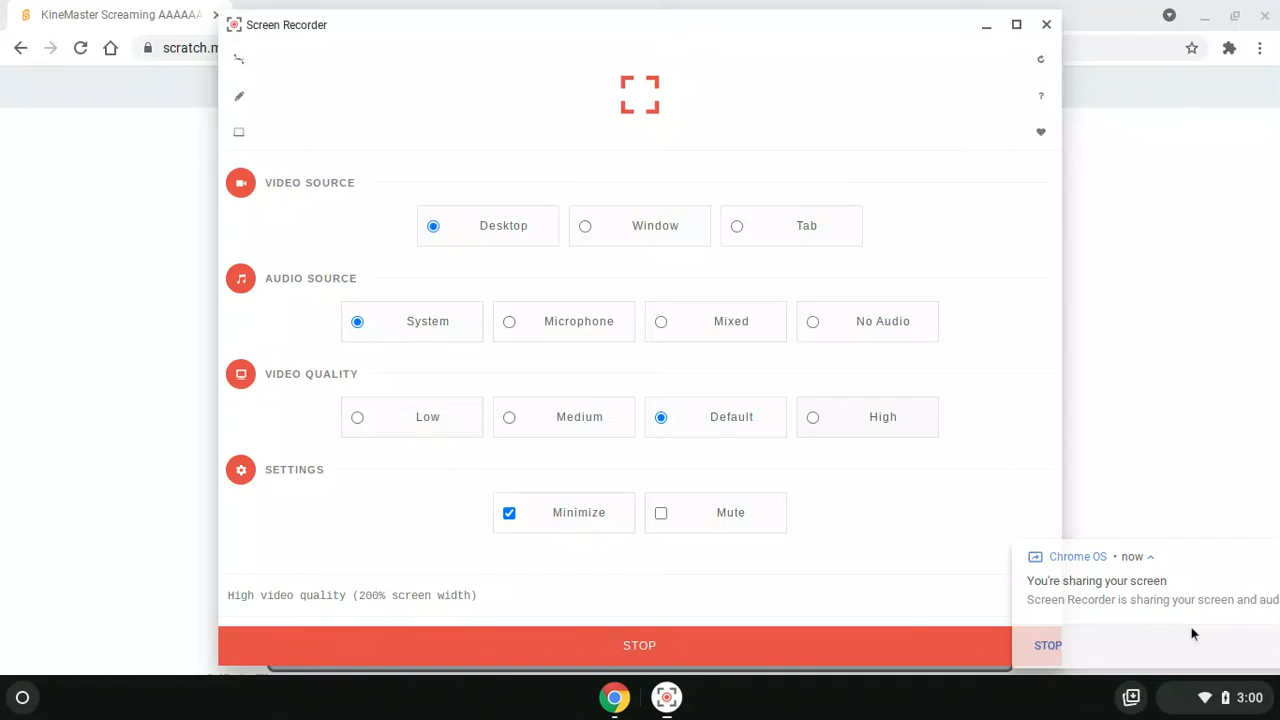 KineMaster Screaming AAAAAA
Screen Recorder
scratch.m
?
VIDEO SOURCE
Desktop
Window
Tab
AUDIO SOURCE
System
Microphone
Mixed
No Audio
VIDEO QUALITY
Low
Medium
Default
High
SETTINGS
Minimize
Mute
Chrome OS • now
You're sharing your screen
Screen Recorder is sharing your screen and aud
STOP
High video quality (200% screen width)
STOP
3:00